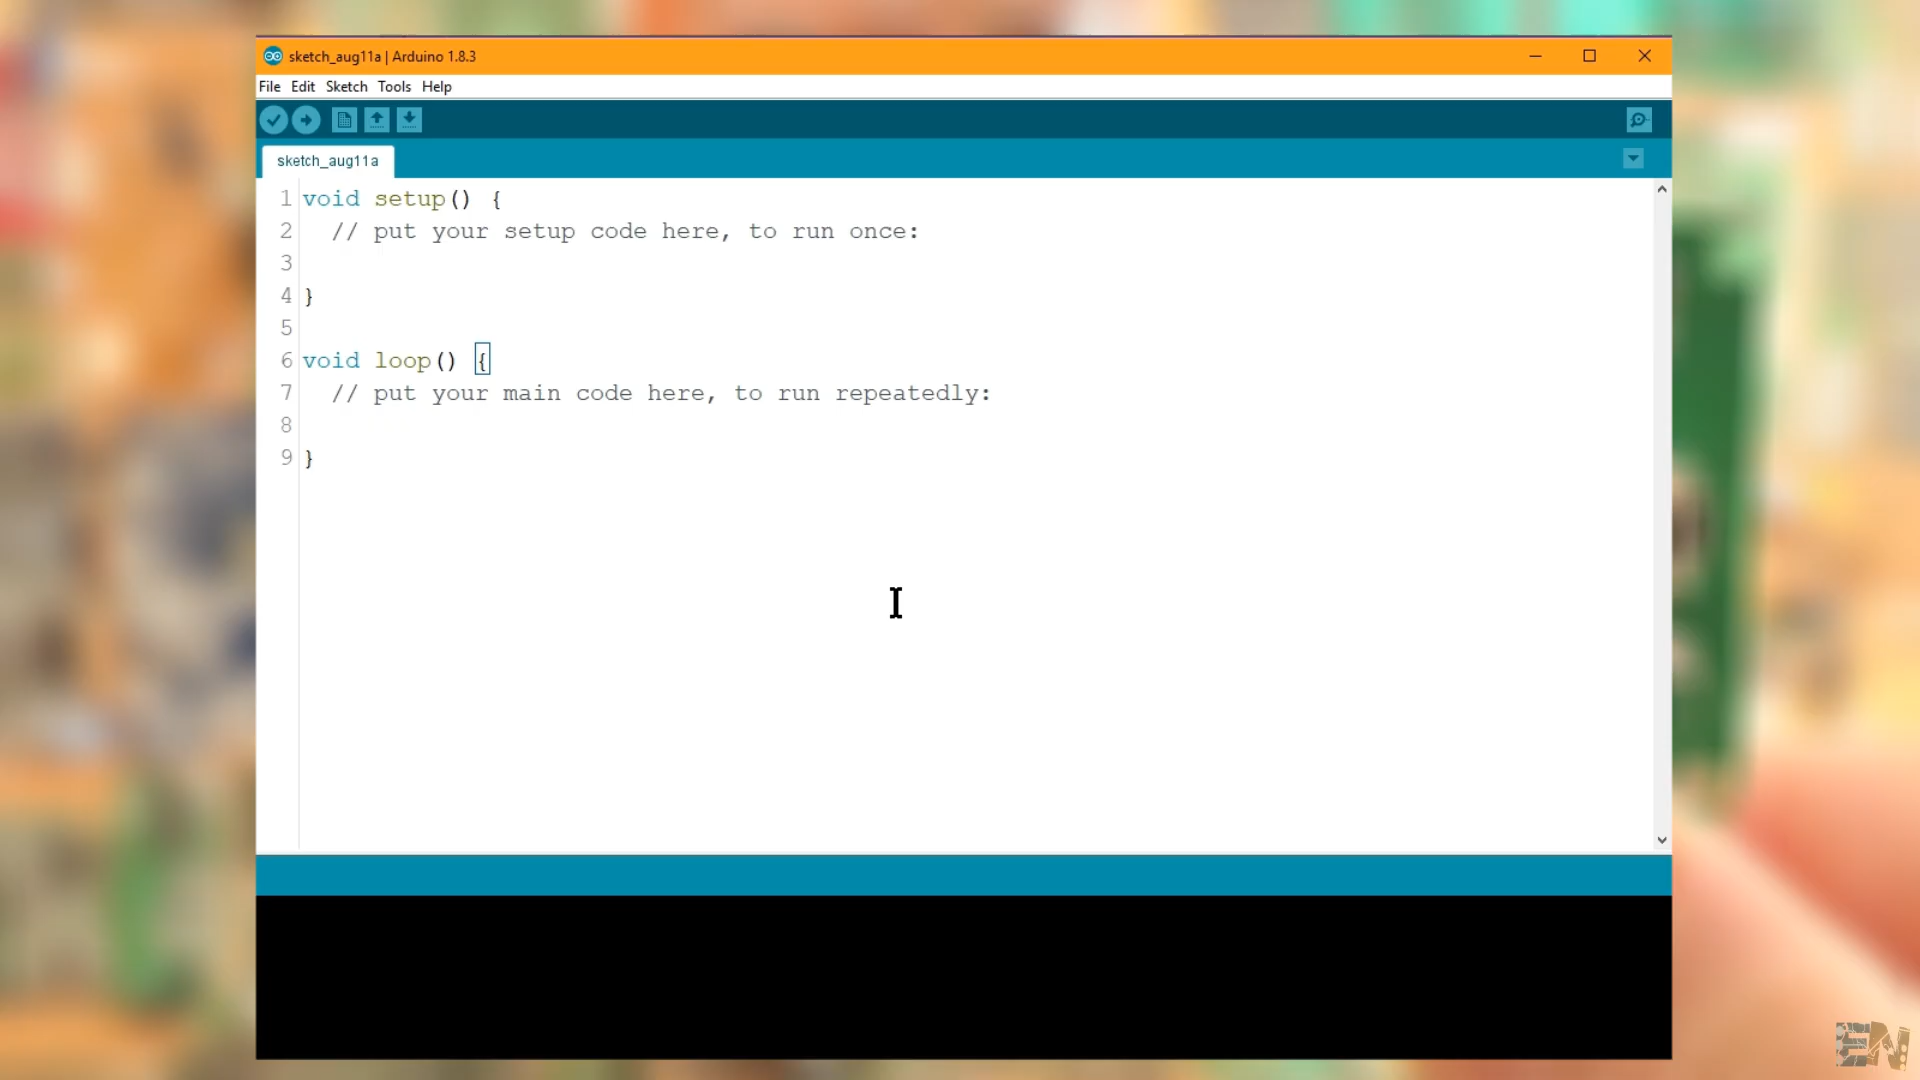 sketch_aug11a | Arduino 1.8.3
File Edit Sketch Tools Help
sketch_aug11a
1 void setup() {
2 // put your setup code here, to run once:
3
4 }
5
6 void loop() {
7 // put your main code here, to run repeatedly:
8
9 }
EN